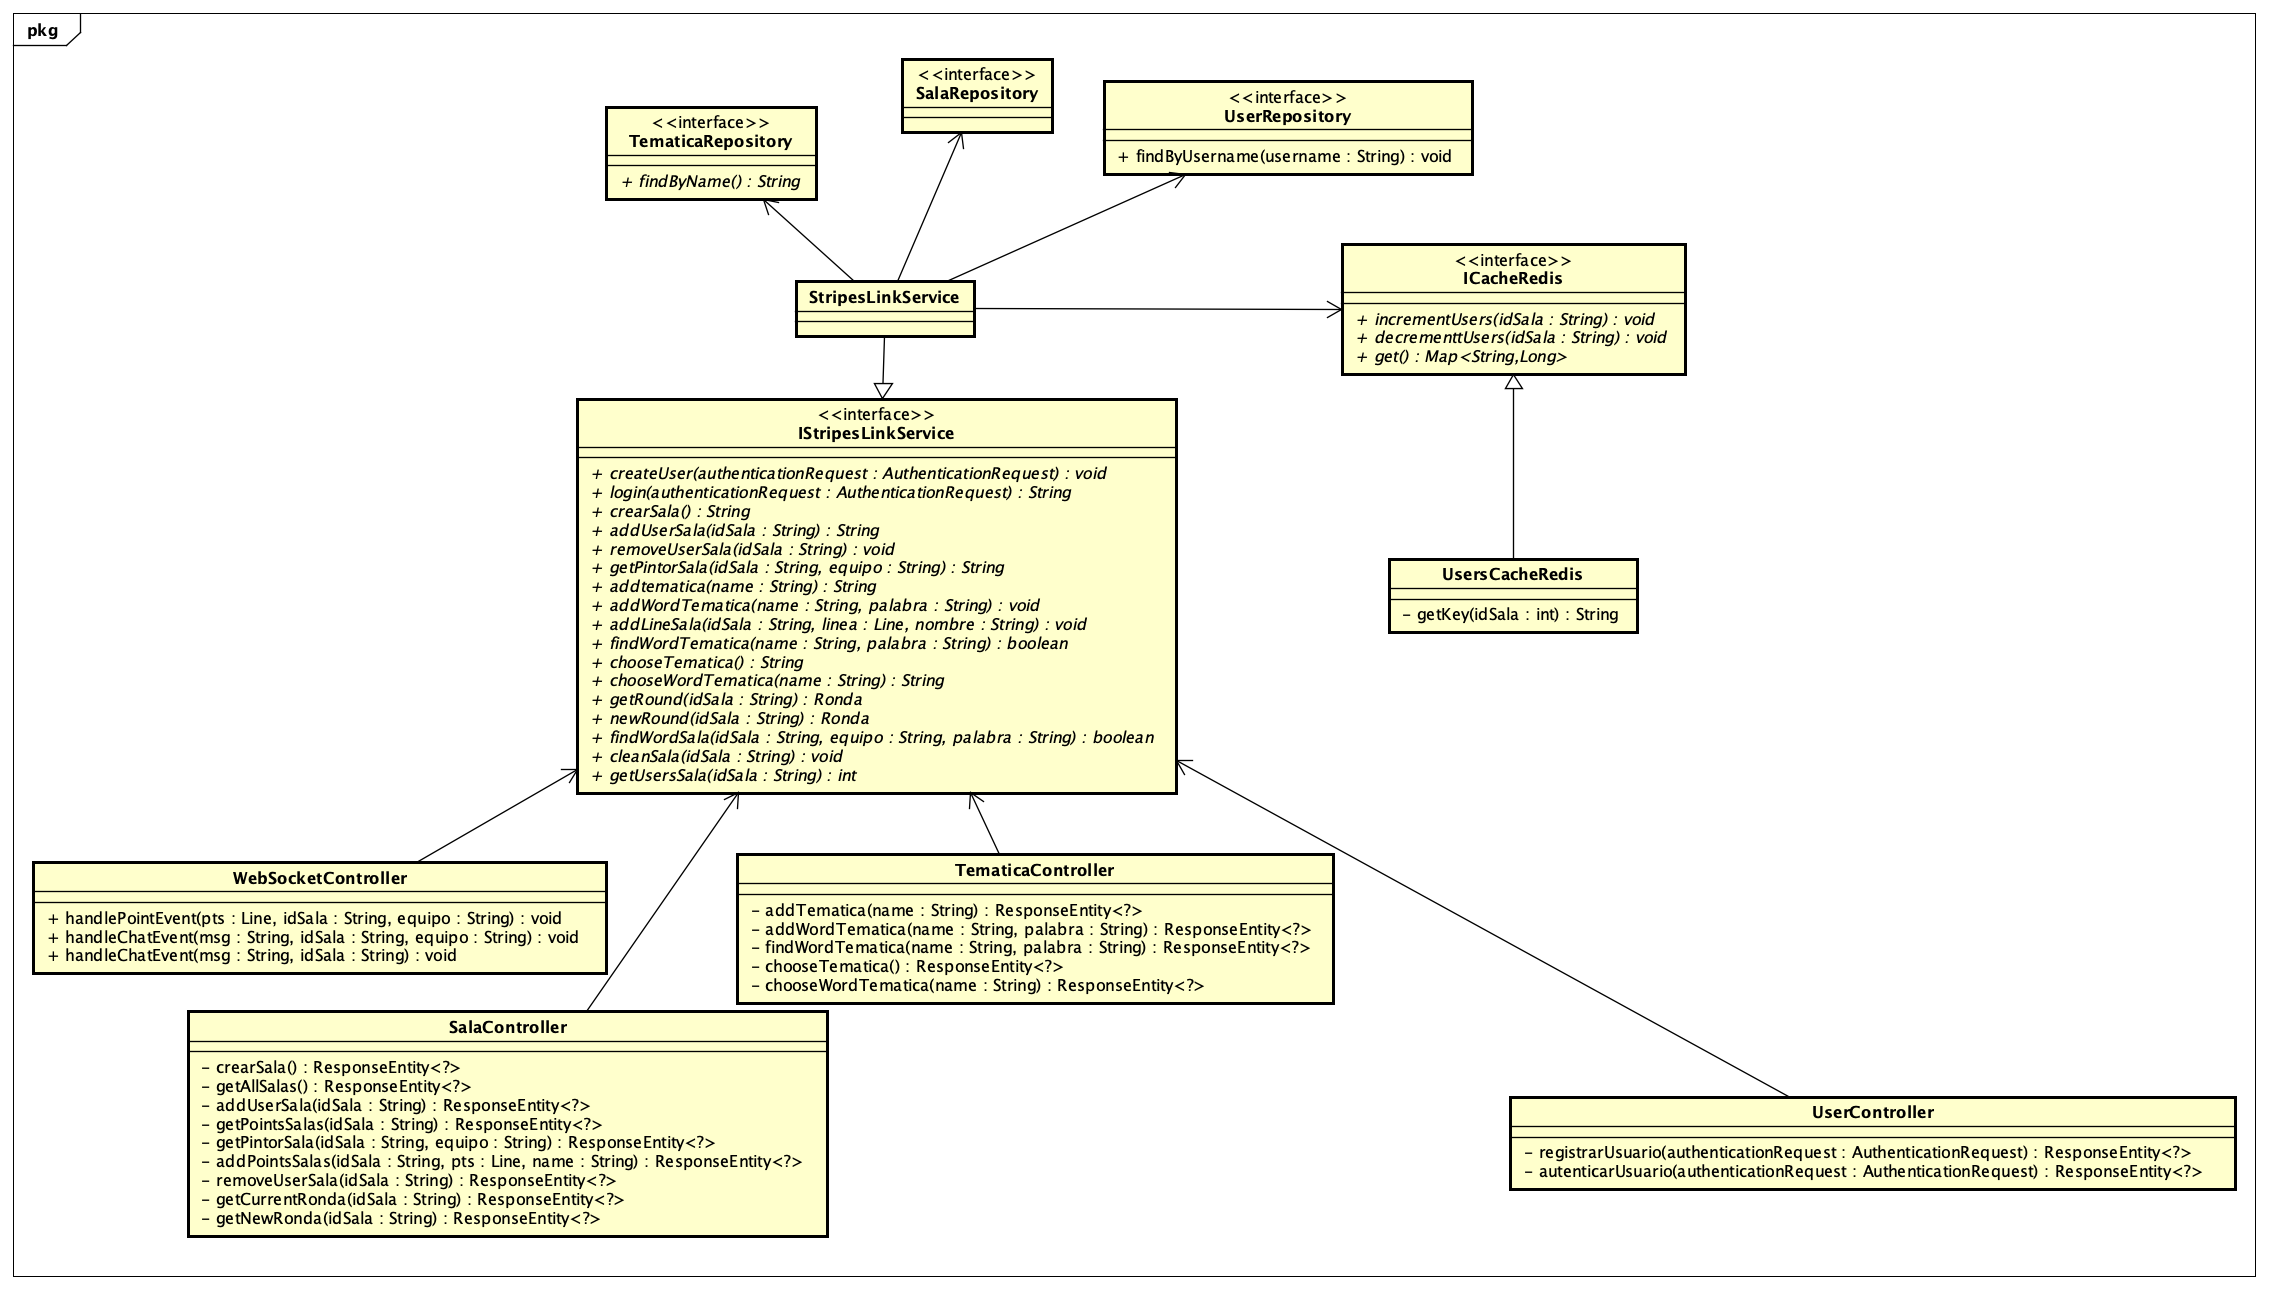 pkg
<<interface>>
SalaRepository
<<interface>>
UserRepository
+ findByUsername(username : String) : void
<<interface>>
TematicaRepository
+ findByName() : String
StripesLinkService
<<interface>>
ICacheRedis
+ incrementUsers(idSala : String) : void
+ decrementtUsers(idSala : String) : void
+ get() : Map<String,Long>
<<interface>>
IStripesLinkService
+ createUser(authenticationRequest : AuthenticationRequest) : void
+ login(authenticationRequest : AuthenticationRequest) : String
+ crearSala() : String
+ addUserSala(idSala : String) : String
+ removeUserSala(idSala : String) : void
+ getPintorSala(idSala : String, equipo : String) : String
+ addtematica(name : String) : String
+ addWordTematica(name : String, palabra : String) : void
+ addLineSala(idSala : String, linea : Line, nombre : String) : void
+ findWordTematica(name : String, palabra : String) : boolean
+ chooseTematica() : String
+ chooseWordTematica(name : String) : String
+ getRound(idSala : String) : Ronda
+ newRound(idSala : String) : Ronda
+ findWordSala(idSala : String, equipo : String, palabra : String) : boolean
+ cleanSala(idSala : String) : void
+ getUsersSala(idSala : String) : int
UsersCacheRedis
- getKey(idSala : int) : String
WebSocketController
+ handlePointEvent(pts : Line, idSala : String, equipo : String) : void
+ handleChatEvent(msg : String, idSala : String, equipo : String) : void
+ handleChatEvent(msg : String, idSala : String) : void
TematicaController
- addTematica(name : String) : ResponseEntity<?>
- addWordTematica(name : String, palabra : String) : ResponseEntity<?>
- findWordTematica(name : String, palabra : String) : ResponseEntity<?>
- chooseTematica() : ResponseEntity<?>
- chooseWordTematica(name : String) : ResponseEntity<?>
SalaController
- crearSala() : ResponseEntity<?>
- getAllSalas() : ResponseEntity<?>
- addUserSala(idSala : String) : ResponseEntity<?>
- getPointsSalas(idSala : String) : ResponseEntity<?>
- getPintorSala(idSala : String, equipo : String) : ResponseEntity<?>
- addPointsSalas(idSala : String, pts : Line, name : String) : ResponseEntity<?>
- removeUserSala(idSala : String) : ResponseEntity<?>
- getCurrentRonda(idSala : String) : ResponseEntity<?>
- getNewRonda(idSala : String) : ResponseEntity<?>
UserController
- registrarUsuario(authenticationRequest : AuthenticationRequest) : ResponseEntity<?>
- autenticarUsuario(authenticationRequest : AuthenticationRequest) : ResponseEntity<?>